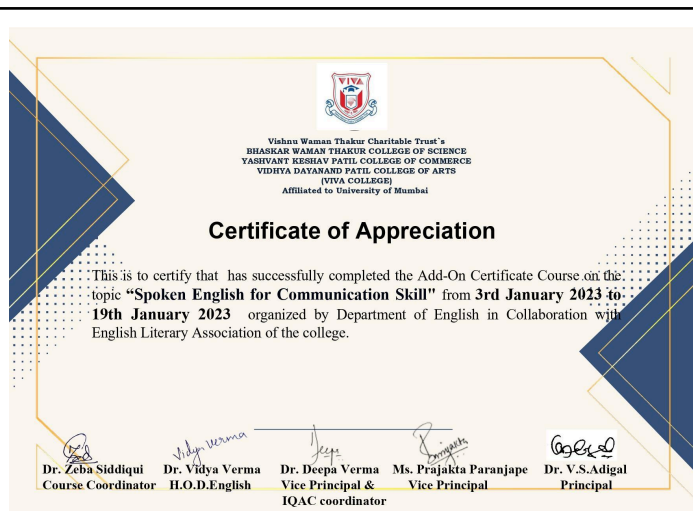 VIVA
Vishnu Waman Thakur Charitable Trust`s
BHASKAR WAMAN THAKUR COLLEGE OF SCIENCE
YASHVANT KESHAV PATIL COLLEGE OF COMMERCE
VIDHYA DAYANAND PATIL COLLEGE OF ARTS
(VIVA COLLEGE)
Affiliated to University of Mumbai
Certificate of Appreciation
This is to certify that has successfully completed the Add-On Certificate Course on the
topic “Spoken English for Communication Skill" from 3rd January 2023 to
19th January 2023 organized by Department of English in Collaboration with
English Literary Association of the college.
Vidya Verma
Dr. Zeba Siddiqui Dr. Vidya Verma Dr. Deepa Verma Ms. Prajakta Paranjape Dr. V.S.Adigal
Course Coordinator H.O.D.English Vice Principal & Vice Principal Principal
IQAC coordinator